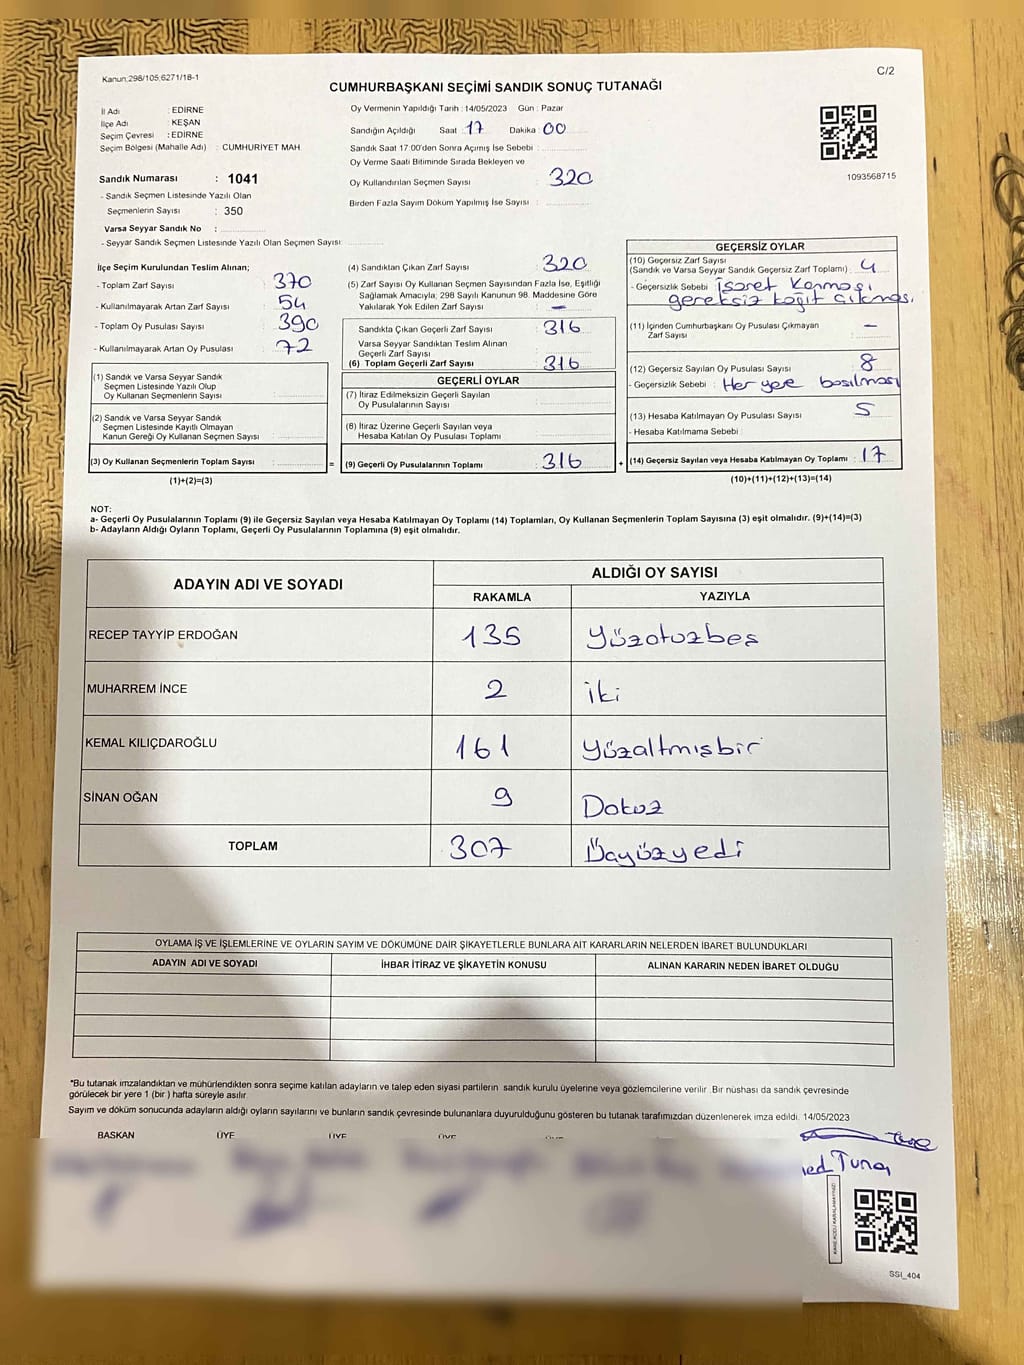 Kanun;298/105;6271/18-1
C/2
CUMHURBAŞKANI SEÇİMİ SANDIK SONUÇ TUTANAĞI
İl Adı : EDİRNE
İlçe Adı : KEŞAN
Seçim Çevresi : EDİRNE
Seçim Bölgesi (Mahalle Adı) : CUMHURİYET MAH
Sandık Numarası : 1041
- Sandık Seçmen Listesinde Yazılı Olan
Seçmenlerin Sayısı : 350
Varsa Seyyar Sandık No :
- Seyyar Sandık Seçmen Listesinde Yazılı Olan Seçmen Sayısı:
Oy Vermenin Yapıldığı Tarih : 14/05/2023 Gün : Pazar
Sandığın Açıldığı Saat 17 Dakika 00
Sandık Saat 17:00'den Sonra Açımış İse Sebebi :
Oy Verme Saati Bitiminde Sırada Bekleyen ve
Oy Kullandırılan Seçmen Sayısı : 320
Birden Fazla Sayım Döküm Yapılmış İse Sayısı :
1093568715
İlçe Seçim Kurulundan Teslim Alınan;
- Toplam Zarf Sayısı : 370
- Kullanılmayarak Artan Zarf Sayısı : 54
- Toplam Oy Pusulası Sayısı : 390
- Kullanılmayarak Artan Oy Pusulası : 72
(1) Sandık ve Varsa Seyyar Sandık
Seçmen Listesinde Yazılı Olup
Oy Kullanan Seçmenlerin Sayısı :
(2) Sandık ve Varsa Seyyar Sandık
Seçmen Listesinde Kayıtlı Olmayan
Kanun Gereği Oy Kullanan Seçmen Sayısı :
(3) Oy Kullanan Seçmenlerin Toplam Sayısı :
(1)+(2)=(3)
(4) Sandıktan Çıkan Zarf Sayısı : 320
(5) Zarf Sayısı Oy Kullanan Seçmen Sayısından Fazla İse, Eşitliği
Sağlamak Amacıyla; 298 Sayılı Kanunun 98. Maddesine Göre
Yakılarak Yok Edilen Zarf Sayısı : —
Sandıkta Çıkan Geçerli Zarf Sayısı : 316
Varsa Seyyar Sandıktan Teslim Alınan
Geçerli Zarf Sayısı :
(6) Toplam Geçerli Zarf Sayısı : 316
GEÇERLİ OYLAR
(7) İtiraz Edilmeksizin Geçerli Sayılan
Oy Pusulalarının Sayısı :
(8) İtiraz Üzerine Geçerli Sayılan veya
Hesaba Katılan Oy Pusulası Toplamı :
= (9) Geçerli Oy Pusulalarının Toplamı : 316
GEÇERSİZ OYLAR
(10) Geçersiz Zarf Sayısı
(Sandık ve Varsa Seyyar Sandık Geçersiz Zarf Toplamı) : 4
- Geçersizlik Sebebi : İşaret Konması
gereksiz kağıt çıkması
(11) İçinden Cumhurbaşkanı Oy Pusulası Çıkmayan
Zarf Sayısı : —
(12) Geçersiz Sayılan Oy Pusulası Sayısı : 8
- Geçersizlik Sebebi : Her yere basılması
(13) Hesaba Katılmayan Oy Pusulası Sayısı : 5
- Hesaba Katılmama Sebebi :
+ (14) Geçersiz Sayılan veya Hesaba Katılmayan Oy Toplamı : 17
(10)+(11)+(12)+(13)=(14)
NOT:
a- Geçerli Oy Pusulalarının Toplamı (9) ile Geçersiz Sayılan veya Hesaba Katılmayan Oy Toplamı (14) Toplamları, Oy Kullanan Seçmenlerin Toplam Sayısına (3) eşit olmalıdır. (9)+(14)=(3)
b- Adayların Aldığı Oyların Toplamı, Geçerli Oy Pusulalarının Toplamına (9) eşit olmalıdır.
ADAYIN ADI VE SOYADI
ALDIĞI OY SAYISI
RAKAMLA YAZIYLA
RECEP TAYYİP ERDOĞAN 135 Yüzotuzbeş
MUHARREM İNCE 2 iki
KEMAL KILIÇDAROĞLU 161 Yüzaltmışbir
SİNAN OĞAN 9 Dokuz
TOPLAM 307 Üçyüzyedi
OYLAMA İŞ VE İŞLEMLERİNE VE OYLARIN SAYIM VE DÖKÜMÜNE DAİR ŞİKAYETLERLE BUNLARA AİT KARARLARIN NELERDEN İBARET BULUNDUKLARI
ADAYIN ADI VE SOYADI İHBAR İTİRAZ VE ŞİKAYETİN KONUSU ALINAN KARARIN NEDEN İBARET OLDUĞU
*Bu tutanak imzalandıktan ve mühürlendikten sonra seçime katılan adayların ve talep eden siyasi partilerin sandık kurulu üyelerine veya gözlemcilerine verilir. Bir nüshası da sandık çevresinde
görülecek bir yere 1 (bir ) hafta süreyle asılır.
Sayım ve döküm sonucunda adayların aldığı oyların sayılarını ve bunların sandık çevresinde bulunanlara duyurulduğunu gösteren bu tutanak tarafımızdan düzenlenerek imza edildi. 14/05/2023
BAŞKAN ÜYE ÜYE ÜYE
Tuna
SSI_404